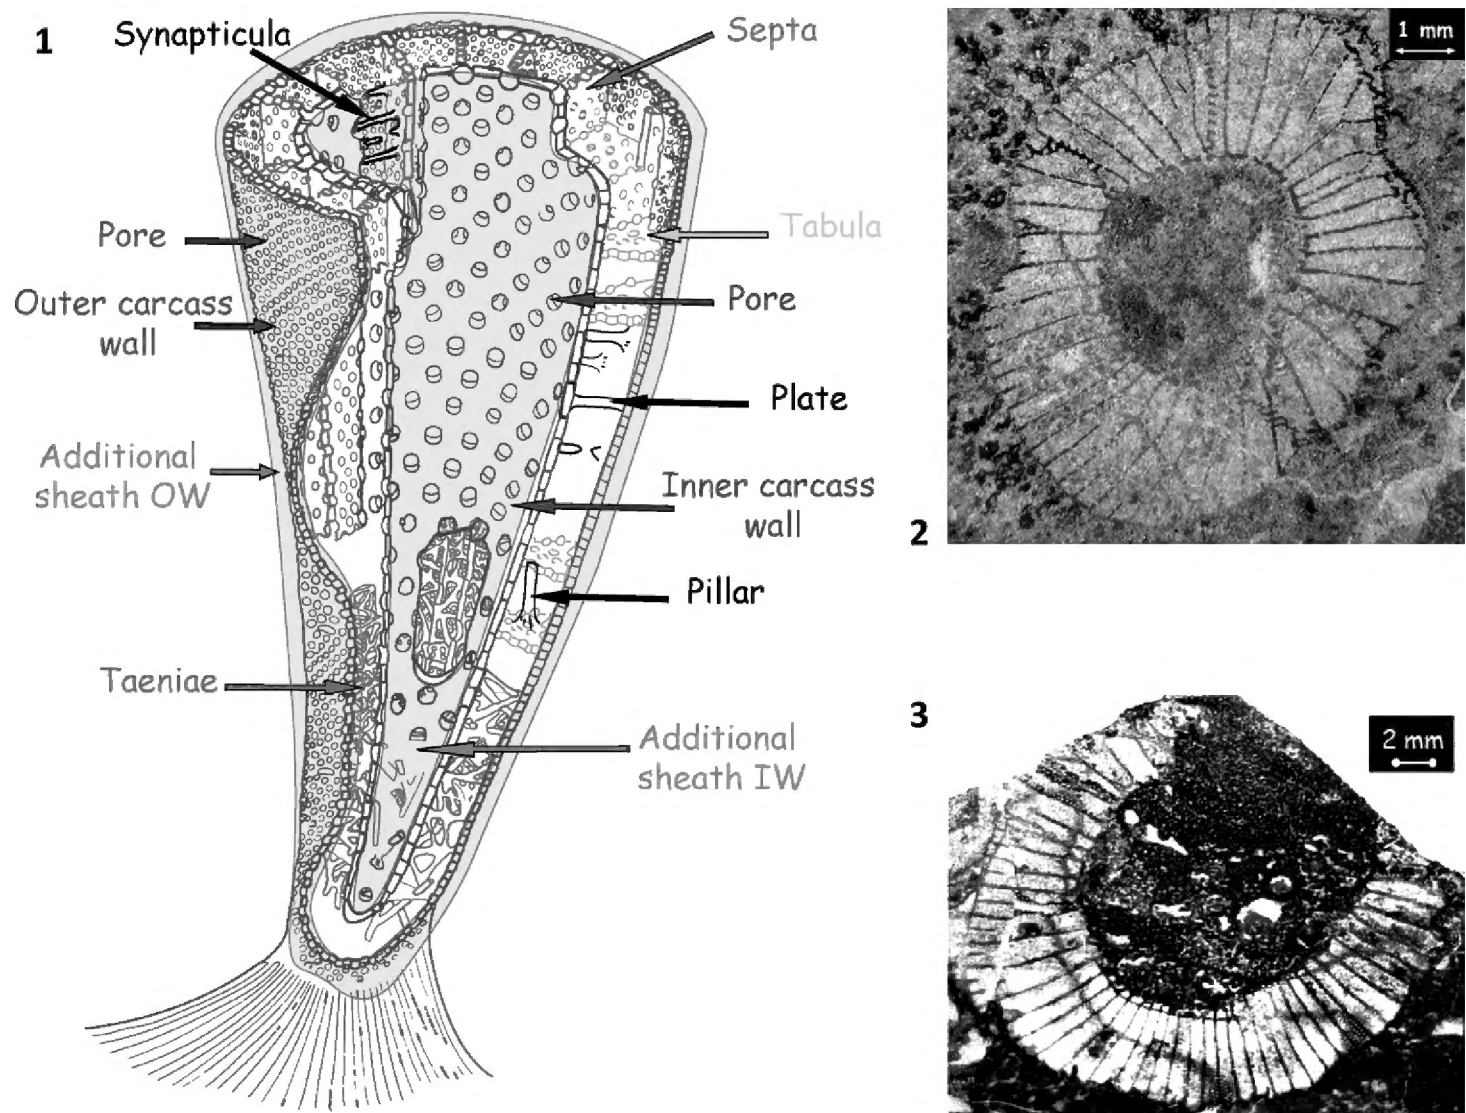 1
Synapticula
Septa
Pore
Tabula
Outer carcass
wall
Pore
Plate
Additional
sheath OW
Inner carcass
wall
Pillar
Taeniae
Additional
sheath IW
1 mm
2
3
2 mm